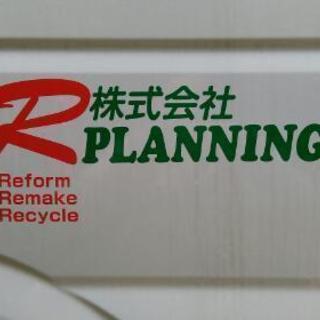 株式会社
R PLANNING
Reform
Remake
Recycle